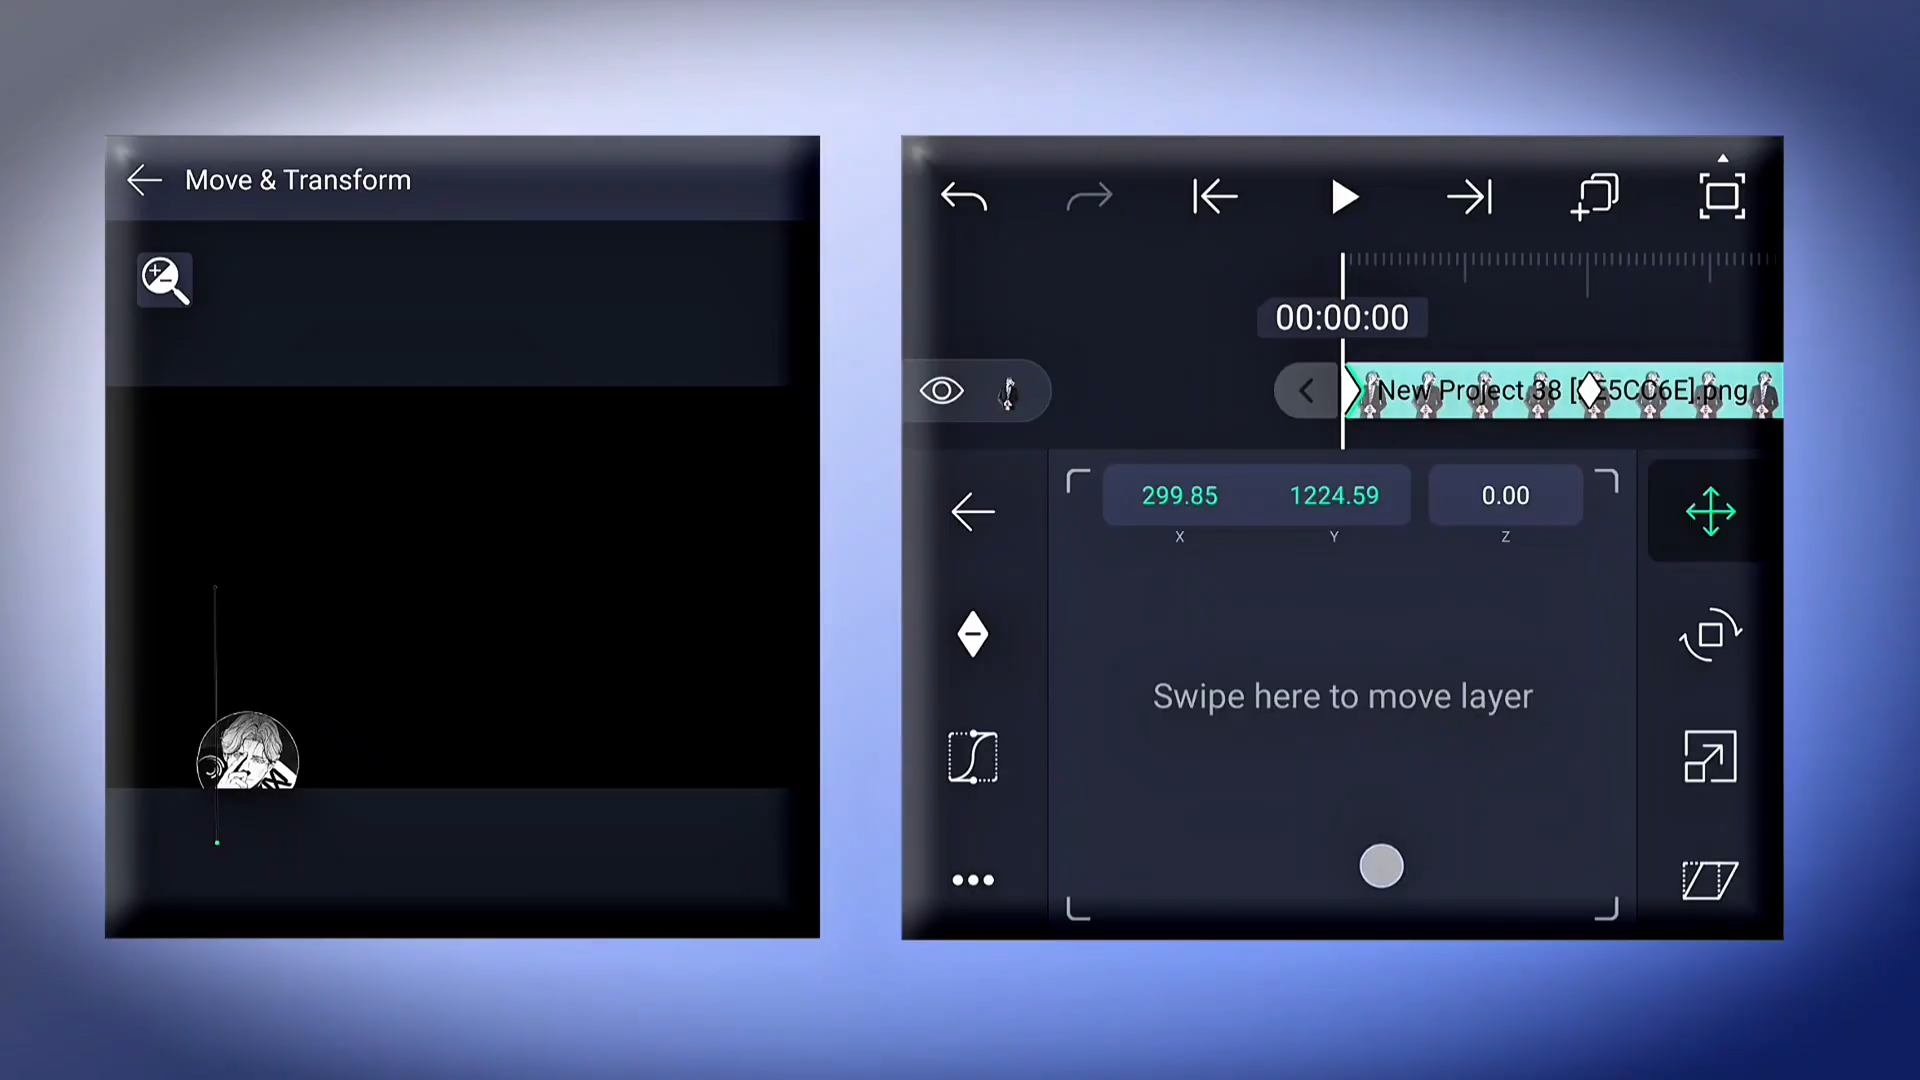 Move & Transform
00:00:00
New Project 38 [
E5CC6E].png
299.85
1224.59
0.00
X
Y
Z
Swipe here to move layer